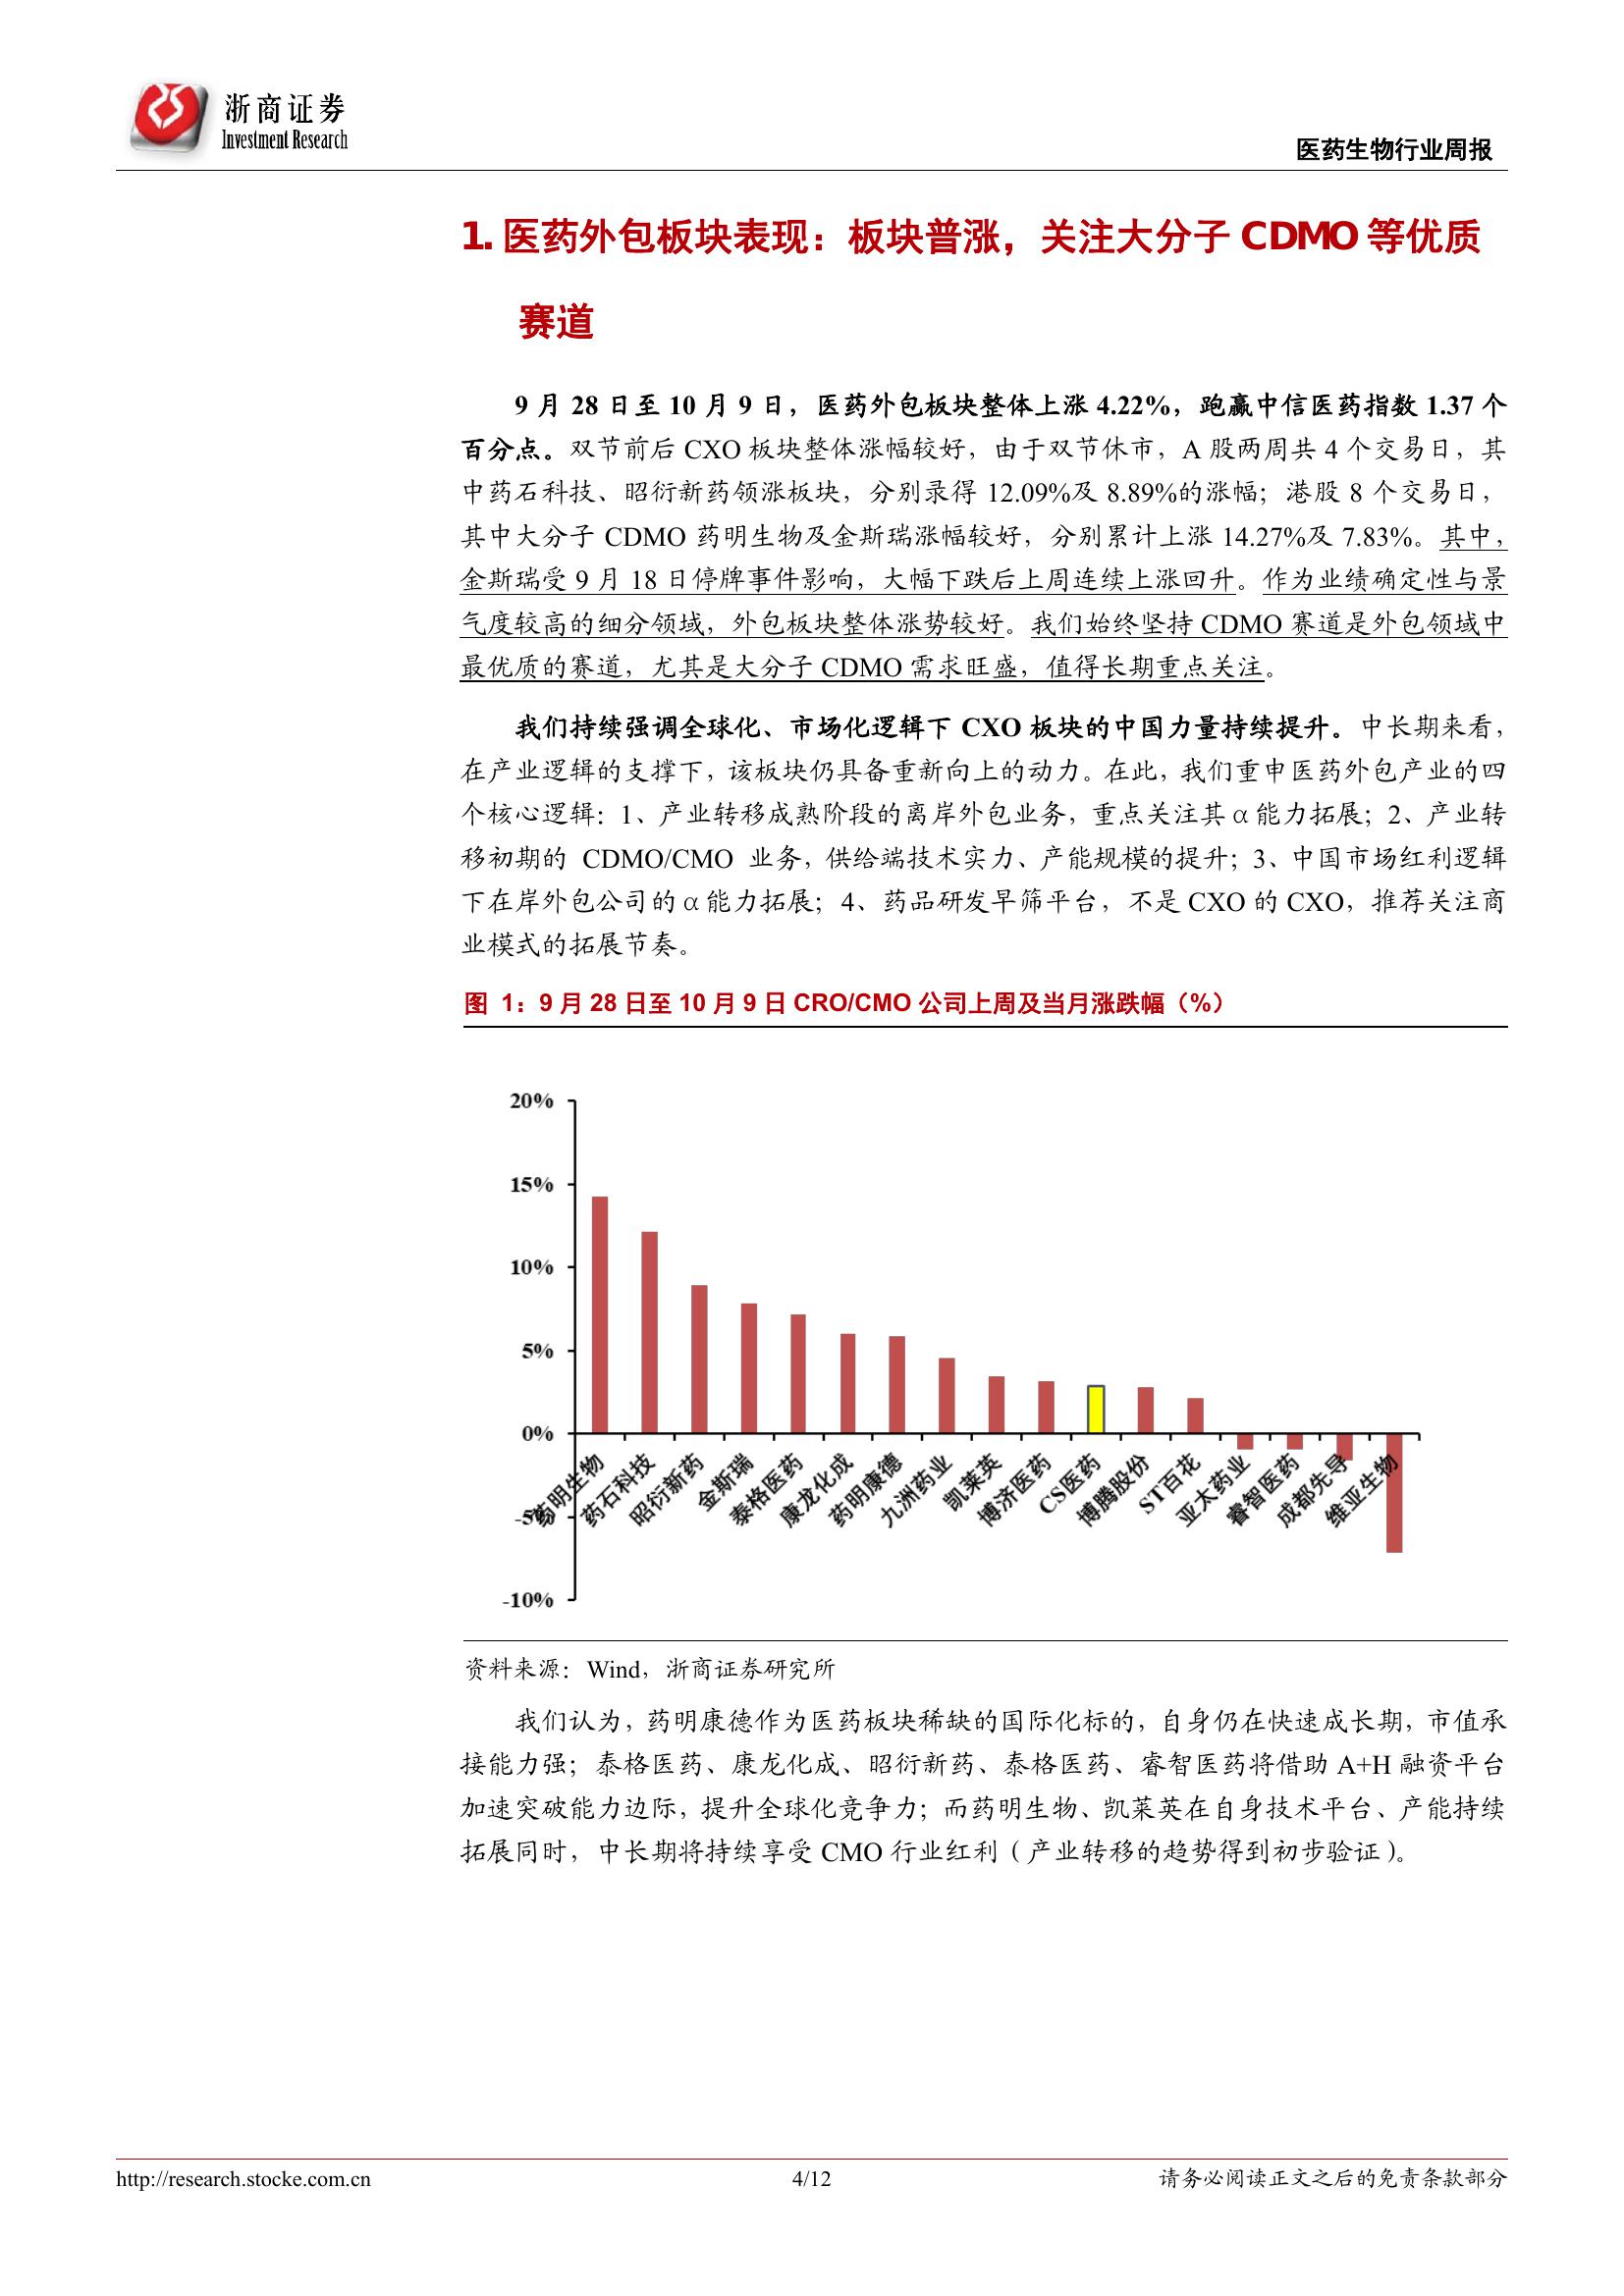 浙商证券
Investment Research
医药生物行业周报
1. 医药外包板块表现：板块普涨，关注大分子 CDMO 等优质
赛道
9 月 28 日至 10 月 9 日，医药外包板块整体上涨 4.22%，跑赢中信医药指数 1.37 个
百分点。双节前后 CXO 板块整体涨幅较好，由于双节休市，A 股两周共 4 个交易日，其
中药石科技、昭衍新药领涨板块，分别录得 12.09%及 8.89%的涨幅；港股 8 个交易日，
其中大分子 CDMO 药明生物及金斯瑞涨幅较好，分别累计上涨 14.27%及 7.83%。其中，
金斯瑞受 9 月 18 日停牌事件影响，大幅下跌后上周连续上涨回升。作为业绩确定性与景
气度较高的细分领域，外包板块整体涨势较好。我们始终坚持 CDMO 赛道是外包领域中
最优质的赛道，尤其是大分子 CDMO 需求旺盛，值得长期重点关注。
我们持续强调全球化、市场化逻辑下 CXO 板块的中国力量持续提升。中长期来看，
在产业逻辑的支撑下，该板块仍具备重新向上的动力。在此，我们重申医药外包产业的四
个核心逻辑：1、产业转移成熟阶段的离岸外包业务，重点关注其 α 能力拓展；2、产业转
移初期的 CDMO/CMO 业务，供给端技术实力、产能规模的提升；3、中国市场红利逻辑
下在岸外包公司的 α 能力拓展；4、药品研发早筛平台，不是 CXO 的 CXO，推荐关注商
业模式的拓展节奏。
图 1：9 月 28 日至 10 月 9 日 CRO/CMO 公司上周及当月涨跌幅（%）
20%
15%
10%
5%
0%
-5%
-10%
药明生物
药石科技
昭衍新药
金斯瑞
泰格医药
康龙化成
药明康德
九洲药业
凯莱英
博济医药
CS医药
博腾股份
ST百花
亚太药业
睿智医药
成都先导
维亚生物
资料来源：Wind，浙商证券研究所
我们认为，药明康德作为医药板块稀缺的国际化标的，自身仍在快速成长期，市值承
接能力强；泰格医药、康龙化成、昭衍新药、泰格医药、睿智医药将借助 A+H 融资平台
加速突破能力边际，提升全球化竞争力；而药明生物、凯莱英在自身技术平台、产能持续
拓展同时，中长期将持续享受 CMO 行业红利（产业转移的趋势得到初步验证）。
http://research.stocke.com.cn
4/12
请务必阅读正文之后的免责条款部分